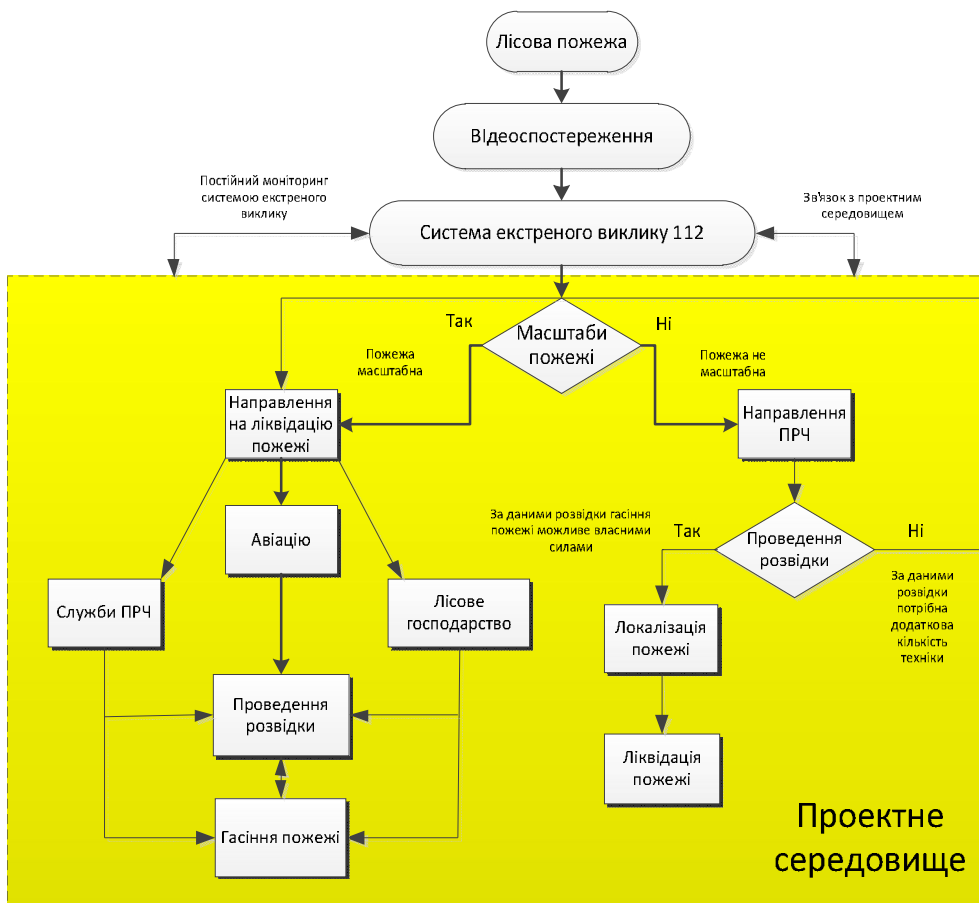 Лісова пожежа
ВІдеоспостереження
Постійний моніторинг
системою екстреного
виклику
Зв'язок з проектним
середовищем
Система екстреного виклику 112
Так
Ні
Масштаби
пожежі
Пожежа
масштабна
Пожежа не
масштабна
Направлення
на ліквідацію
пожежі
Направлення
ПРЧ
Авіацію
За даними розвідки гасіння
пожежі можливе власними
силами
Так
Ні
Проведення
розвідки
Служби ПРЧ
Лісове
господарство
Локалізація
пожежі
За даними
розвідки
потрібна
додаткова
кількість
техніки
Проведення
розвідки
Ліквідація
пожежі
Гасіння пожежі
Проектне
середовище